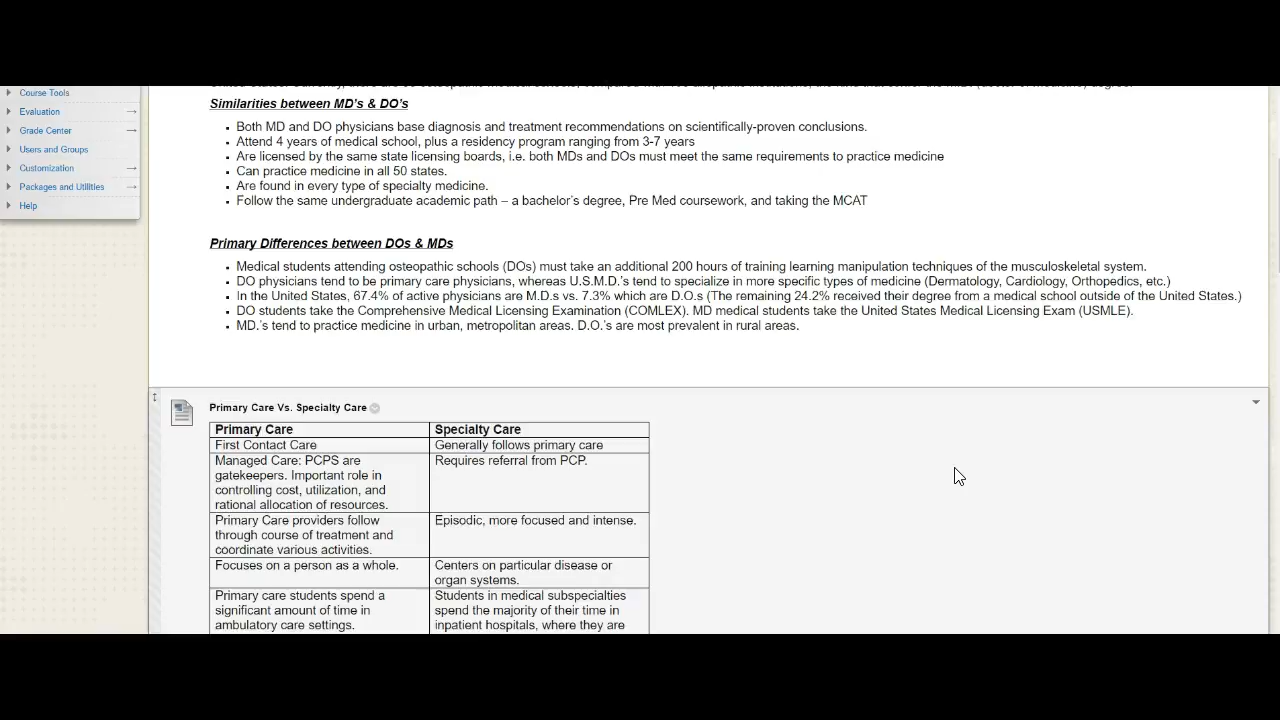 Course Tools
Evaluation
Grade Center
Users and Groups
Customization
Packages and Utilities
Help
Similarities between MD's & DO's
Both MD and DO physicians base diagnosis and treatment recommendations on scientifically-proven conclusions.
Attend 4 years of medical school, plus a residency program ranging from 3-7 years
Are licensed by the same state licensing boards, i.e. both MDs and DOs must meet the same requirements to practice medicine
Can practice medicine in all 50 states.
Are found in every type of specialty medicine.
Follow the same undergraduate academic path – a bachelor's degree, Pre Med coursework, and taking the MCAT
Primary Differences between DOs & MDs
Medical students attending osteopathic schools (DOs) must take an additional 200 hours of training learning manipulation techniques of the musculoskeletal system.
DO physicians tend to be primary care physicians, whereas U.S.M.D.'s tend to specialize in more specific types of medicine (Dermatology, Cardiology, Orthopedics, etc.)
In the United States, 67.4% of active physicians are M.D.s vs. 7.3% which are D.O.s (The remaining 24.2% received their degree from a medical school outside of the United States.)
DO students take the Comprehensive Medical Licensing Examination (COMLEX). MD medical students take the United States Medical Licensing Exam (USMLE).
MD.'s tend to practice medicine in urban, metropolitan areas. D.O.'s are most prevalent in rural areas.
Primary Care Vs. Specialty Care
Primary Care
Specialty Care
First Contact Care
Generally follows primary care
Managed Care: PCPS are
gatekeepers. Important role in
controlling cost, utilization, and
rational allocation of resources.
Requires referral from PCP.
Primary Care providers follow
through course of treatment and
coordinate various activities.
Episodic, more focused and intense.
Focuses on a person as a whole.
Centers on particular disease or
organ systems.
Primary care students spend a
significant amount of time in
ambulatory care settings.
Students in medical subspecialties
spend the majority of their time in
inpatient hospitals, where they are